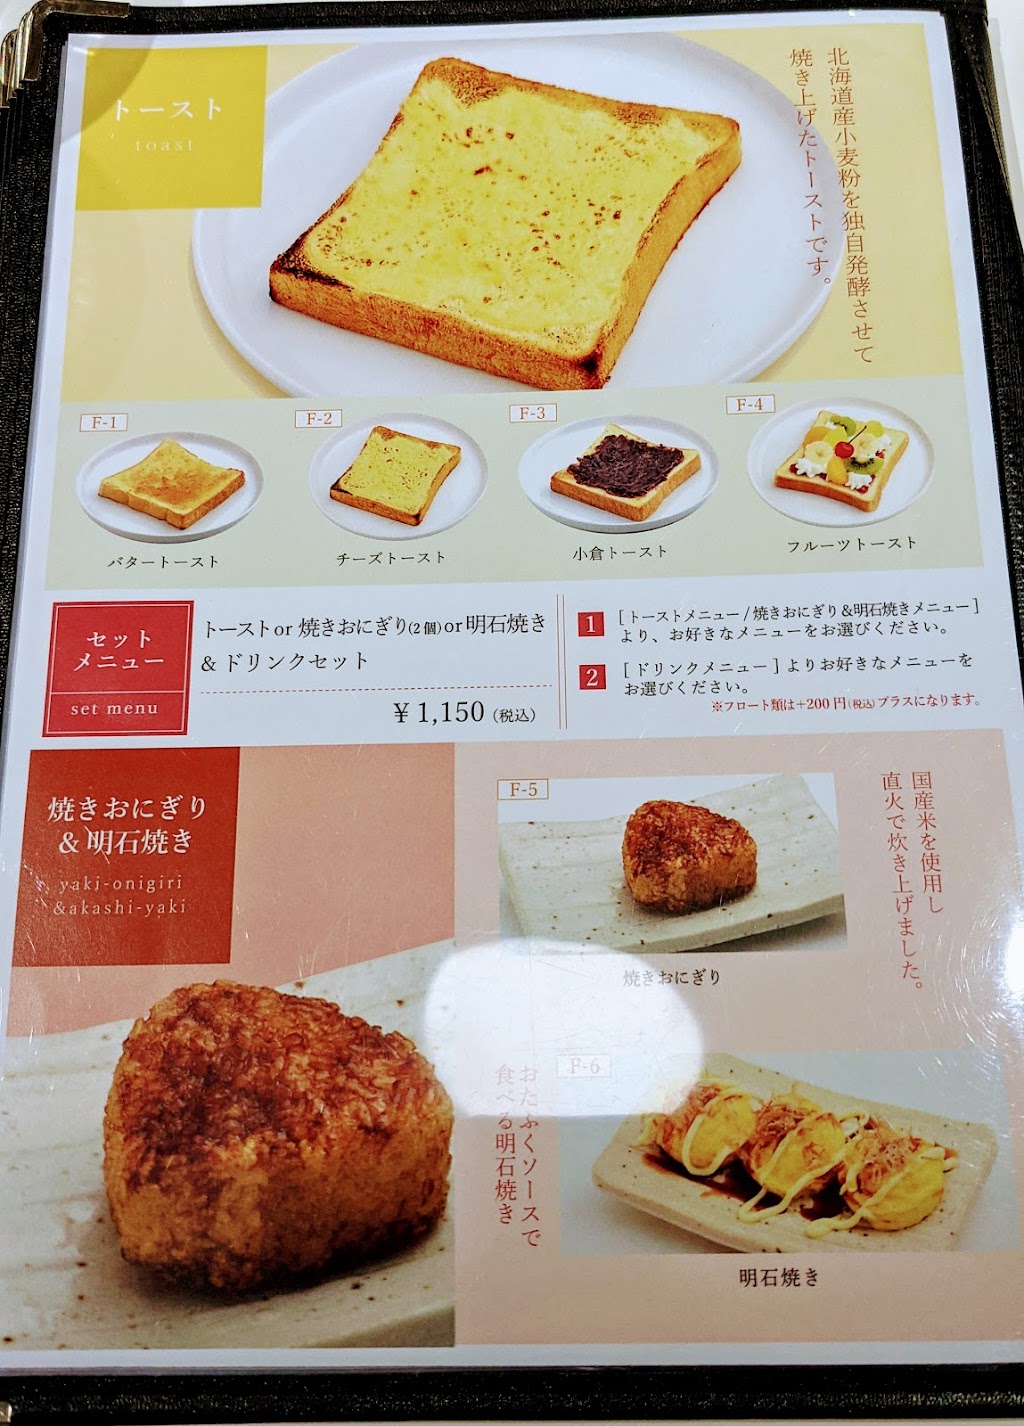 トースト
toast
北海道産小麦粉を独自発酵させて
焼き上げたトーストです。
F-1
バタートースト
F-2
チーズトースト
F-3
小倉トースト
F-4
フルーツトースト
セット
メニュー
set menu
トースト or 焼きおにぎり(2個) or 明石焼き
& ドリンクセット
¥1,150(税込)
1 [トーストメニュー/焼きおにぎり&明石焼きメニュー]
より、お好きなメニューをお選びください。
2 [ドリンクメニュー]よりお好きなメニューを
お選びください。
※フロート類は+200円(税込)プラスになります。
焼きおにぎり
&明石焼き
yaki-onigiri
&akashi-yaki
F-5
焼きおにぎり
国産米を使用し
直火で炊き上げました。
F-6
おたふくソースで
食べる明石焼き
明石焼き